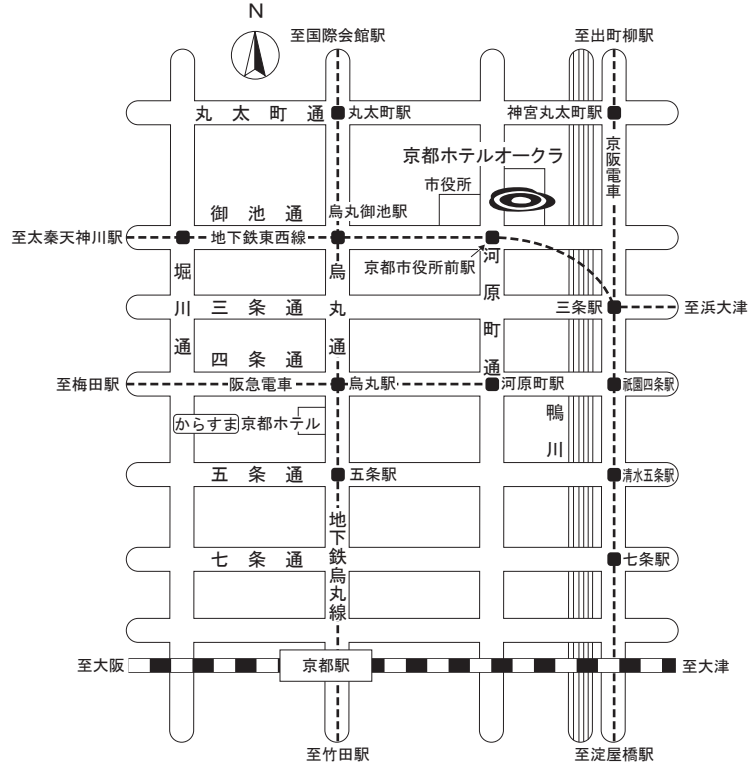 N
至国際会館駅
至出町柳駅
丸太町通
丸太町駅
神宮丸太町駅
京阪電車
京都ホテルオークラ
市役所
御池通
烏丸御池駅
至太秦天神川駅
地下鉄東西線
京都市役所前駅
堀川通
烏丸通
河原町通
三条通
三条駅
至浜大津
四条通
至梅田駅
阪急電車
烏丸駅
河原町駅
祇園四条駅
からすま京都ホテル
鴨川
五条通
五条駅
清水五条駅
地下鉄烏丸線
七条通
七条駅
至大阪
京都駅
至大津
至竹田駅
至淀屋橋駅